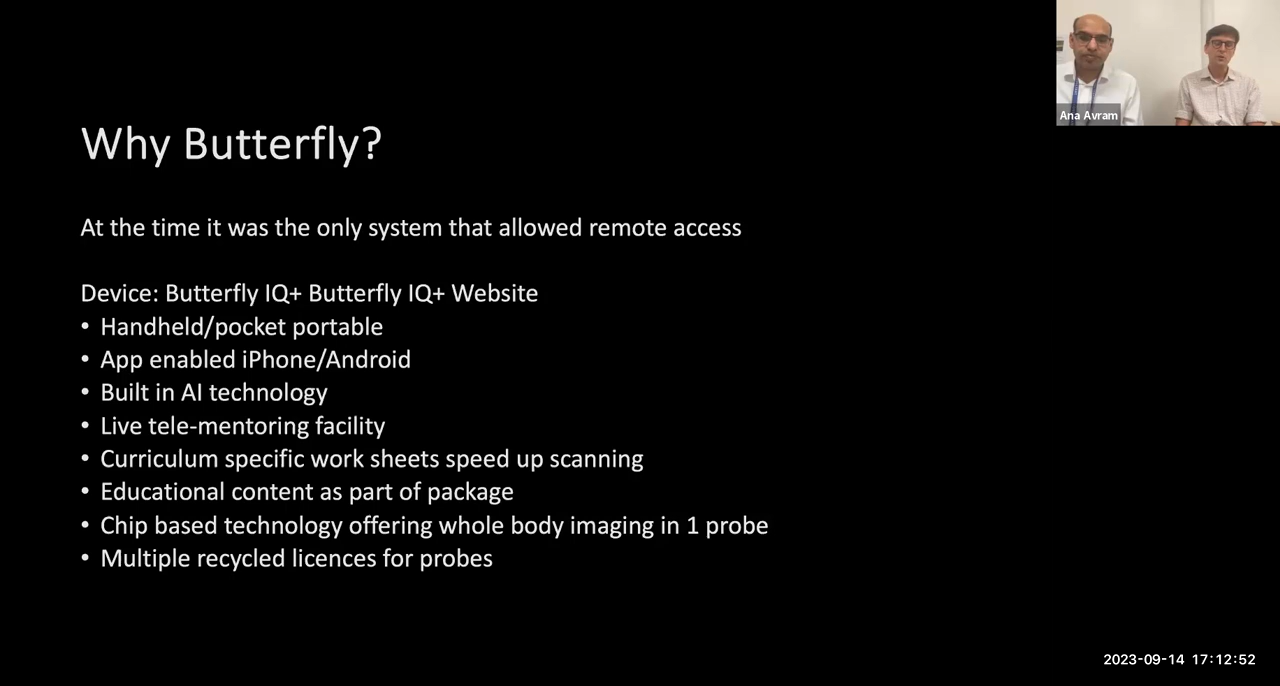 Why Butterfly?
Ana Avram
At the time it was the only system that allowed remote access
Device: Butterfly IQ+ Butterfly IQ+ Website
• Handheld/pocket portable
• App enabled iPhone/Android
• Built in AI technology
• Live tele-mentoring facility
• Curriculum specific work sheets speed up scanning
• Educational content as part of package
• Chip based technology offering whole body imaging in 1 probe
• Multiple recycled licences for probes
2023-09-14 17:12:52